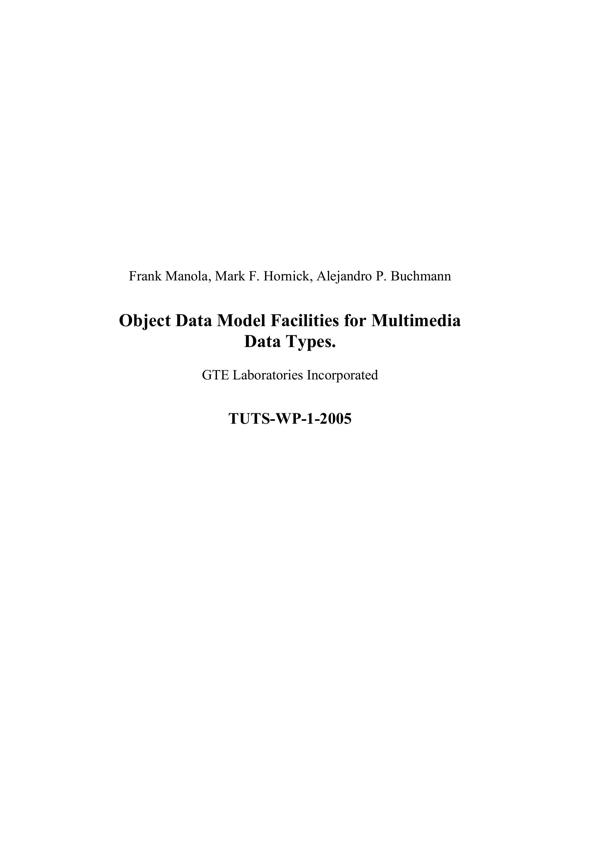 Frank Manola, Mark F. Hornick, Alejandro P. Buchmann
Object Data Model Facilities for Multimedia
Data Types.
GTE Laboratories Incorporated
TUTS-WP-1-2005